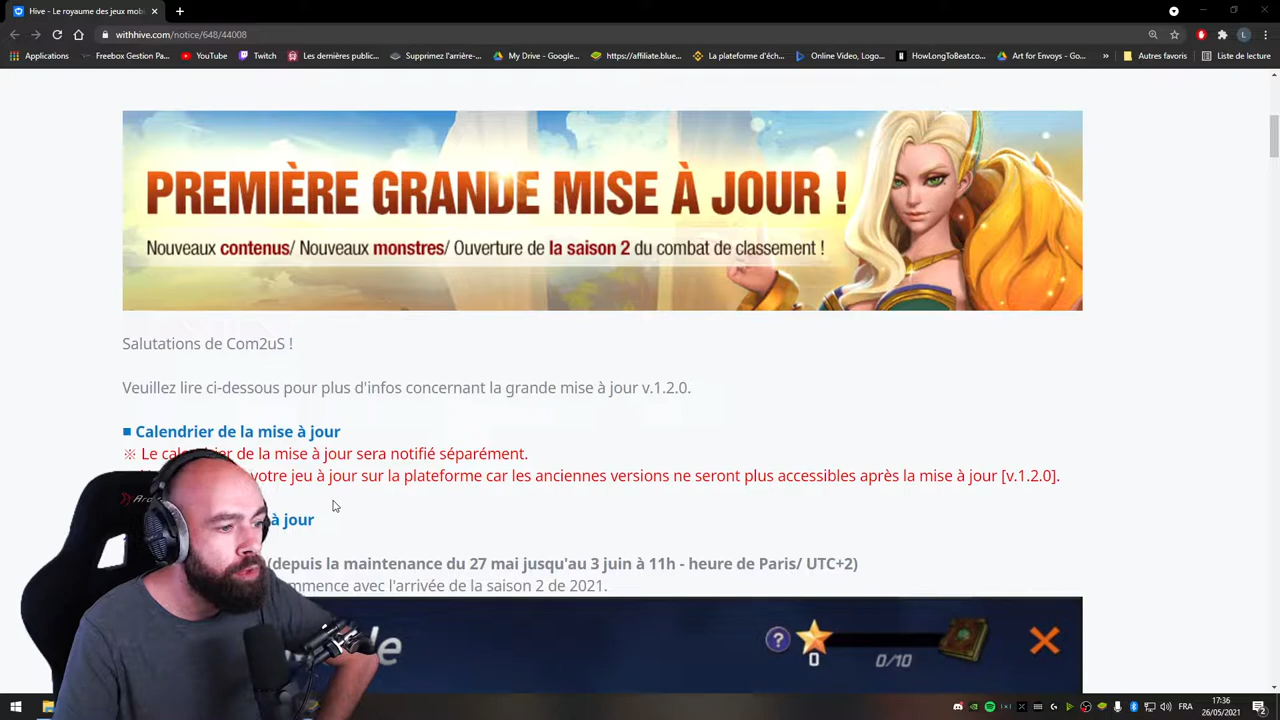 Hive - Le royaume des jeux mob
withhive.com/notice/648/44008
Applications
Freebox Gestion Pa...
YouTube
Twitch
Les dernières public...
Supprimez l'arrière-...
My Drive - Google...
https://affiliate.blue...
La plateforme d'éch...
Online Video, Logo...
HowLongToBeat.co...
Art for Envoys - Go...
»
Autres favoris
Liste de lecture
PREMIÈRE GRANDE MISE À JOUR !
Nouveaux contenus/ Nouveaux monstres/ Ouverture de la saison 2 du combat de classement !
Salutations de Com2uS !
Veuillez lire ci-dessous pour plus d'infos concernant la grande mise à jour v.1.2.0.
■ Calendrier de la mise à jour
※ Le de la mise à jour sera notifié séparément.
votre jeu à jour sur la plateforme car les anciennes versions ne seront plus accessibles après la mise à jour [v.1.2.0].
à jour
(depuis la maintenance du 27 mai jusqu'au 3 juin à 11h - heure de Paris/ UTC+2)
avec l'arrivée de la saison 2 de 2021.
?
0
0/10
FRA
17:36
26/05/2021